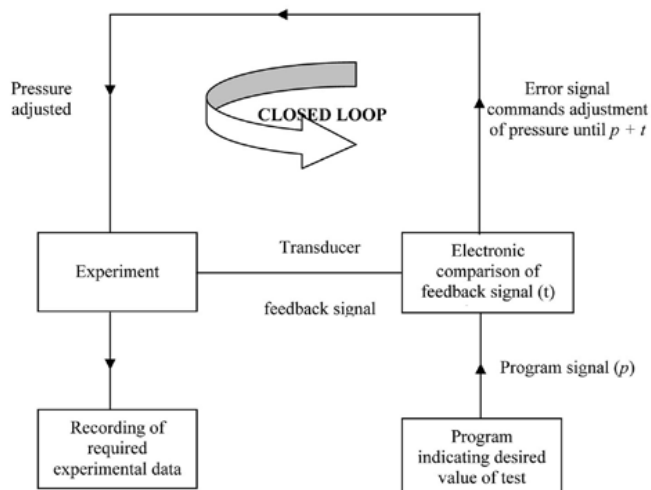 Pressure
adjusted
CLOSED LOOP
Error signal
commands adjustment
of pressure until p + t
Experiment
Transducer
feedback signal
Electronic
comparison of
feedback signal (t)
Program signal (p)
Recording of
required
experimental data
Program
indicating desired
value of test